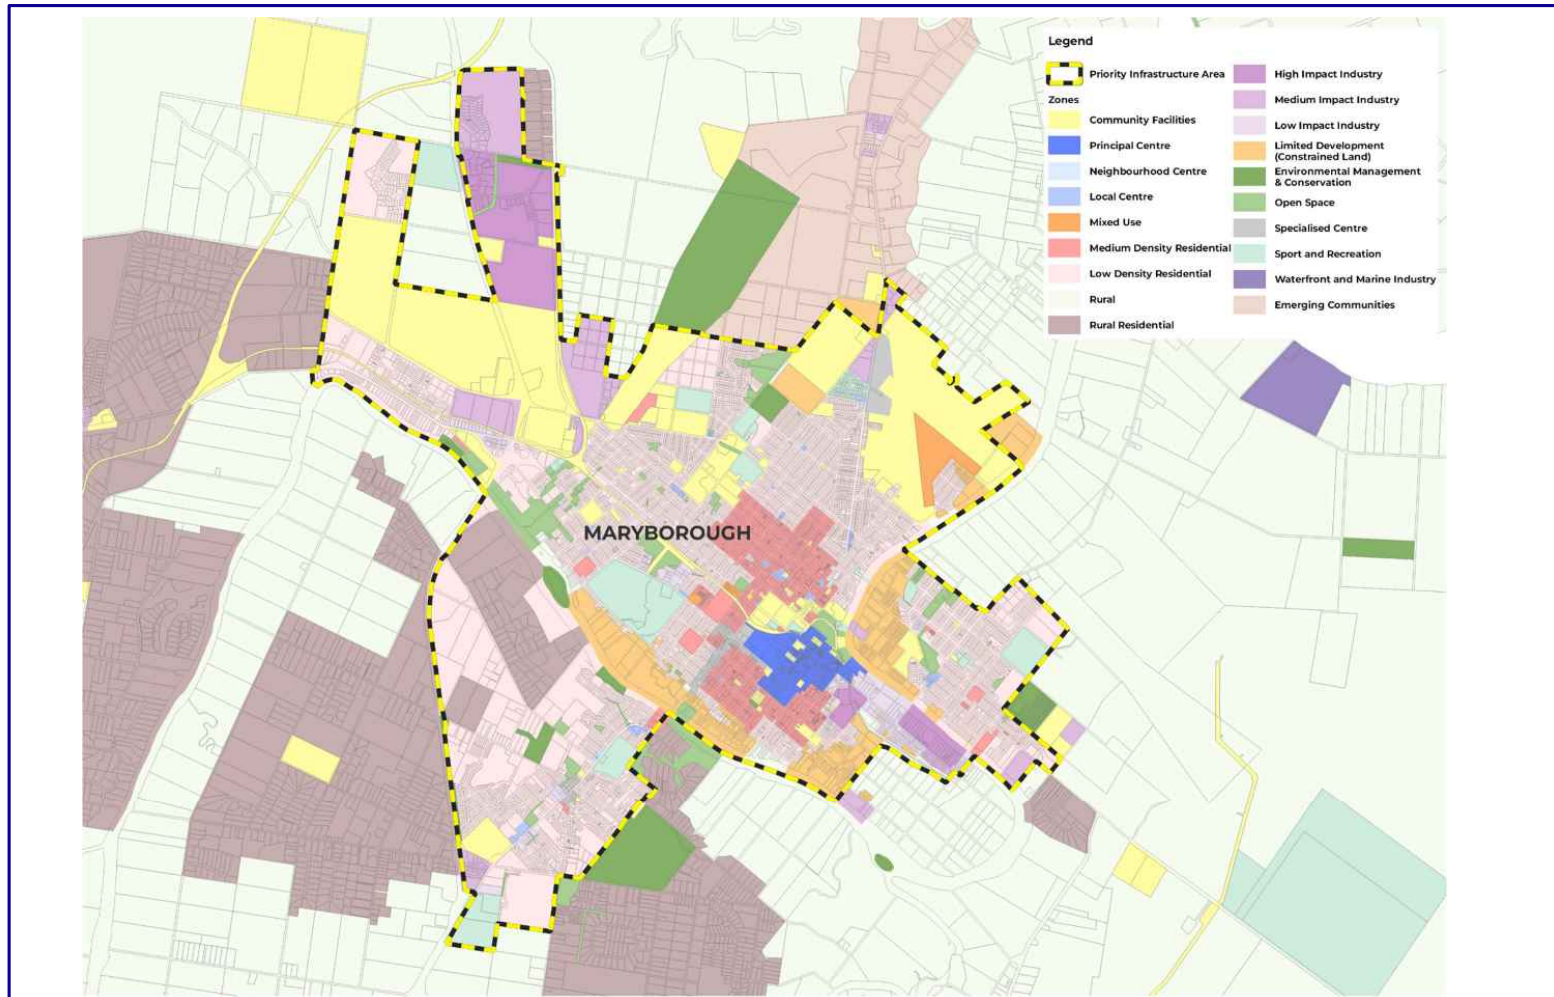 Legend
Priority Infrastructure Area
Zones
Community Facilities
Principal Centre
Neighbourhood Centre
Local Centre
Mixed Use
Medium Density Residential
Low Density Residential
Rural
Rural Residential
High Impact Industry
Medium Impact Industry
Low Impact Industry
Limited Development
(Constrained Land)
Environmental Management
& Conservation
Open Space
Specialised Centre
Sport and Recreation
Waterfront and Marine Industry
Emerging Communities
MARYBOROUGH